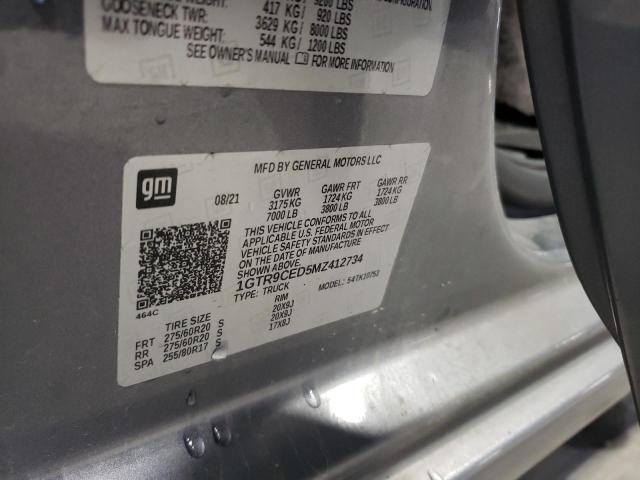 CONFIGURATION
9200 LBS
417 KG / 920 LBS
GOOSENECK TWR: 3629 KG / 8000 LBS
MAX TONGUE WEIGHT: 544 KG / 1200 LBS
SEE OWNER'S MANUAL FOR MORE INFORMATION
gm
MFD BY GENERAL MOTORS LLC
08/21 GVWR GAWR FRT GAWR RR
3175 KG 1724 KG 1724 KG
7000 LB 3800 LB 3800 LB
THIS VEHICLE CONFORMS TO ALL
APPLICABLE U.S. FEDERAL MOTOR
VEHICLE SAFETY STANDARDS IN EFFECT
ON THE DATE OF MANUFACTURE
SHOWN ABOVE
1GTR9CED5MZ412734
TYPE: TRUCK MODEL: 54TK10753
464C
TIRE SIZE RIM
FRT 275/60R20 S 20X9J
RR 275/60R20 S 20X9J
SPA 255/80R17 S 17X8J